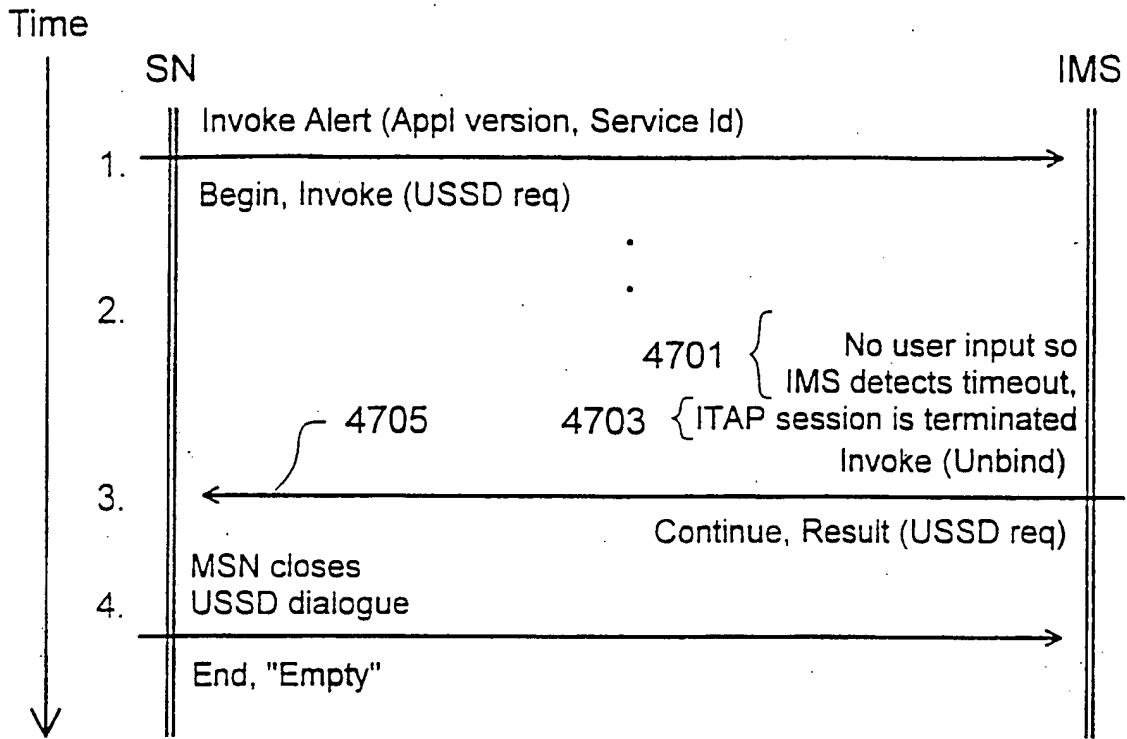 Time
SN
IMS
Invoke Alert (Appl version, Service Id)
1.
Begin, Invoke (USSD req)
2.
4701
No user input so
IMS detects timeout,
4705
4703
ITAP session is terminated
Invoke (Unbind)
3.
Continue, Result (USSD req)
MSN closes
4.
USSD dialogue
End, "Empty"